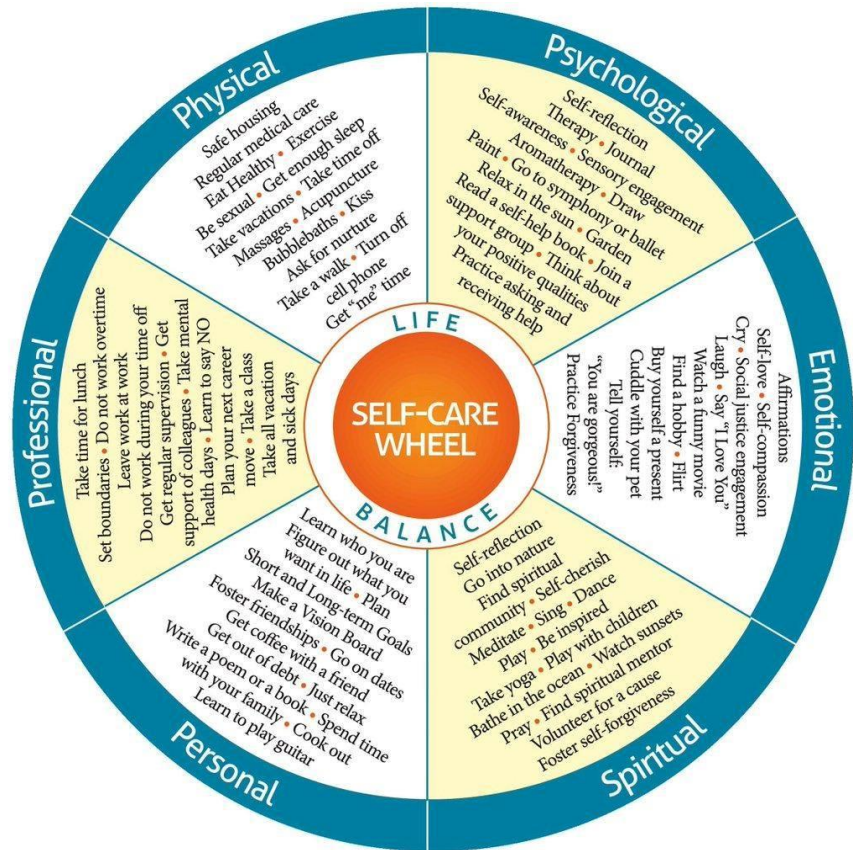 Physical
Safe housing
Regular medical care
Eat Healthy • Exercise
Be sexual • Get enough sleep
Take vacations • Take time off
Massages • Acupuncture
Bubblebaths • Kiss
Ask for nurture
Take a walk • Turn off
cell phone
Get "me" time
Psychological
Self-reflection
Therapy • Journal
Self-awareness • Sensory engagement
Aromatherapy • Draw
Paint • Go to symphony or ballet
Relax in the sun • Garden
Read a self-help book • Join a
support group • Think about
your positive qualities
Practice asking and
receiving help
Emotional
Affirmations
Self-love • Self-compassion
Cry • Social justice engagement
Laugh • Say "I Love You"
Watch a funny movie
Find a hobby • Flirt
Buy yourself a present
Cuddle with your pet
Tell yourself:
"You are gorgeous!"
Practice Forgiveness
Spiritual
Self-reflection
Go into nature
Find spiritual
community • Self-cherish
Meditate • Sing • Dance
Play • Be inspired
Take yoga • Play with children
Bathe in the ocean • Watch sunsets
Pray • Find spiritual mentor
Volunteer for a cause
Foster self-forgiveness
Personal
Learn who you are
Figure out what you
want in life • Plan
Short and Long-term Goals
Make a Vision Board
Foster friendships • Go on dates
Get coffee with a friend
Get out of debt • Just relax
Write a poem or a book • Spend time
with your family • Cook out
Learn to play guitar
Professional
Take time for lunch
Set boundaries • Do not work overtime
Leave work at work
Do not work during your time off
Get regular supervision • Get
support of colleagues • Take mental
health days • Learn to say NO
Plan your next career
move • Take a class
Take all vacation
and sick days
LIFE
SELF-CARE
WHEEL
BALANCE